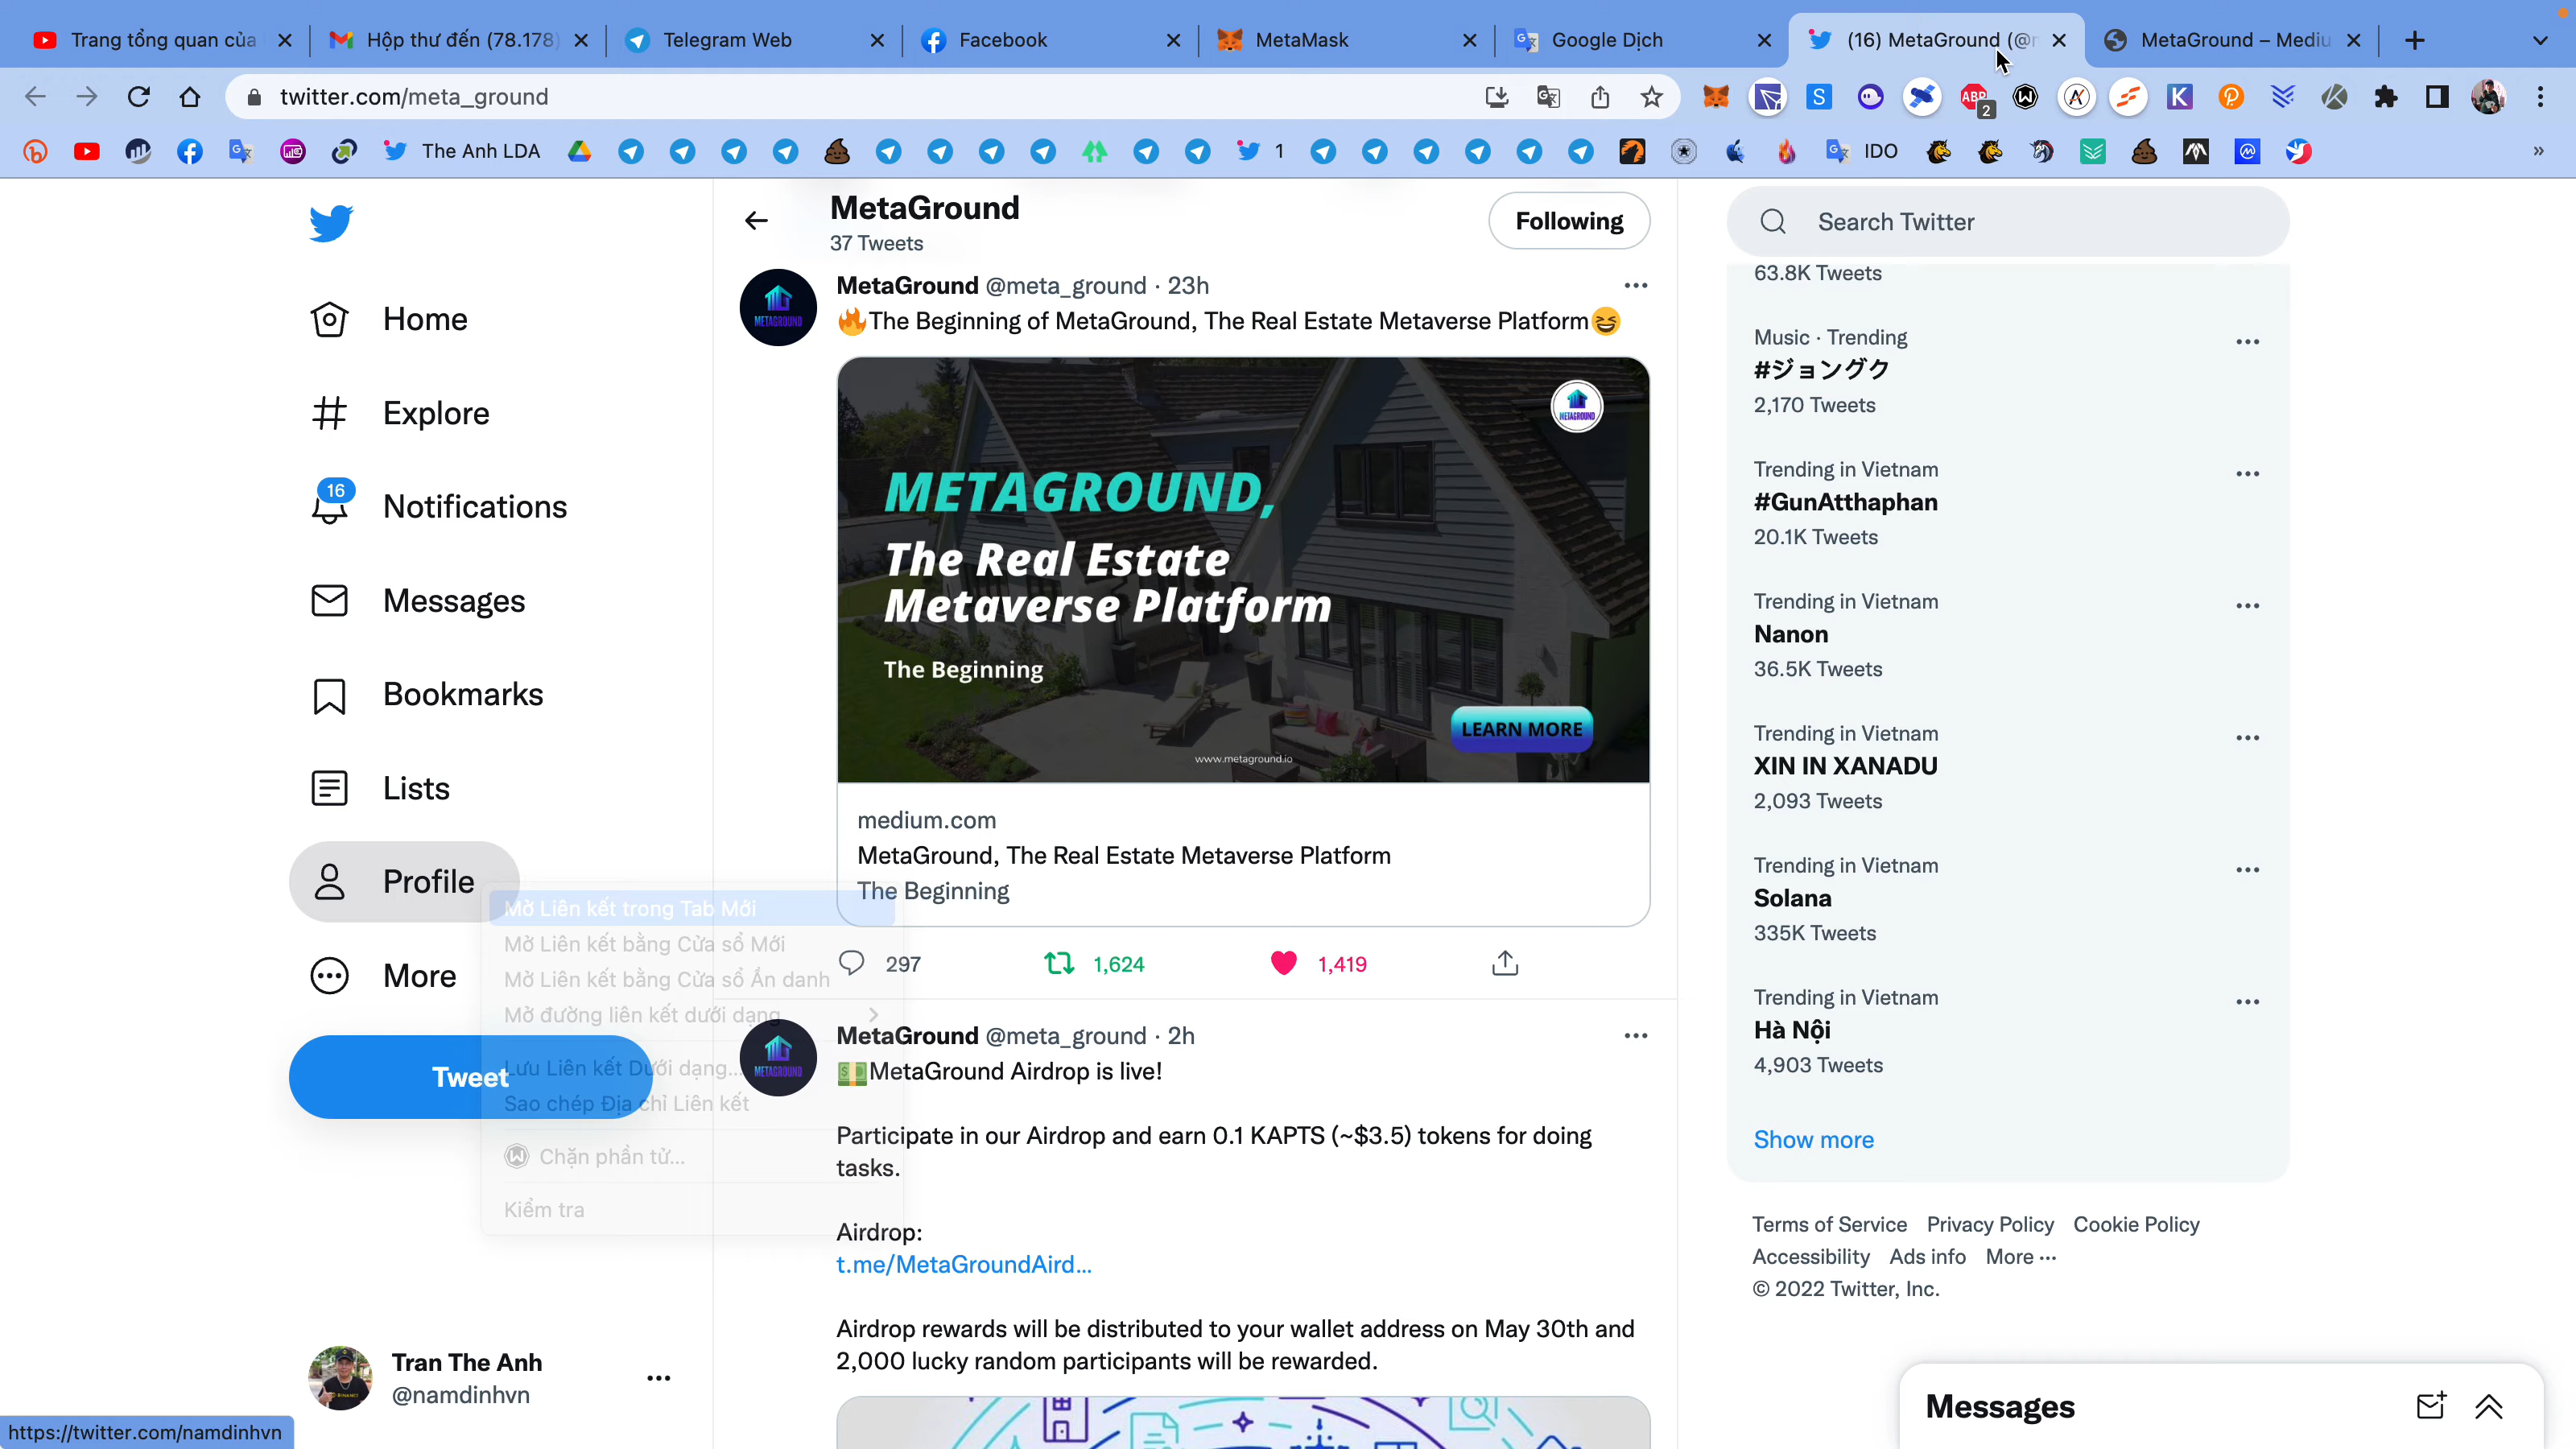 Trang tổng quan của
Hộp thư đến (78.178)
Telegram Web
Facebook
MetaMask
Google Dịch
(16) MetaGround (@m
MetaGround – Mediu
twitter.com/meta_ground
ABP
2
The Anh LDA
1
IDO
Home
Explore
16
Notifications
Messages
Bookmarks
Lists
Profile
More
Tweet
Mở Liên kết trong Tab Mới
Mở Liên kết bằng Cửa sổ Mới
Mở Liên kết bằng Cửa sổ Ẩn danh
Mở đường liên kết dưới dạng
Lưu Liên kết Dưới dạng...
Sao chép Địa chỉ Liên kết
Chặn phần tử...
Kiểm tra
Tran The Anh
@namdinhvn
https://twitter.com/namdinhvn
MetaGround
37 Tweets
Following
MetaGround @meta_ground · 23h
🔥The Beginning of MetaGround, The Real Estate Metaverse Platform😆
METAGROUND
METAGROUND
METAGROUND,
The Real Estate
Metaverse Platform
The Beginning
LEARN MORE
www.metaground.io
medium.com
MetaGround, The Real Estate Metaverse Platform
The Beginning
297
1,624
1,419
METAGROUND
MetaGround @meta_ground · 2h
💵MetaGround Airdrop is live!
Participate in our Airdrop and earn 0.1 KAPTS (~$3.5) tokens for doing
tasks.
Airdrop:
t.me/MetaGroundAird...
Airdrop rewards will be distributed to your wallet address on May 30th and
2,000 lucky random participants will be rewarded.
Search Twitter
63.8K Tweets
Music · Trending
#ジョングク
2,170 Tweets
Trending in Vietnam
#GunAtthaphan
20.1K Tweets
Trending in Vietnam
Nanon
36.5K Tweets
Trending in Vietnam
XIN IN XANADU
2,093 Tweets
Trending in Vietnam
Solana
335K Tweets
Trending in Vietnam
Hà Nội
4,903 Tweets
Show more
Terms of Service Privacy Policy Cookie Policy
Accessibility Ads info More ···
© 2022 Twitter, Inc.
Messages